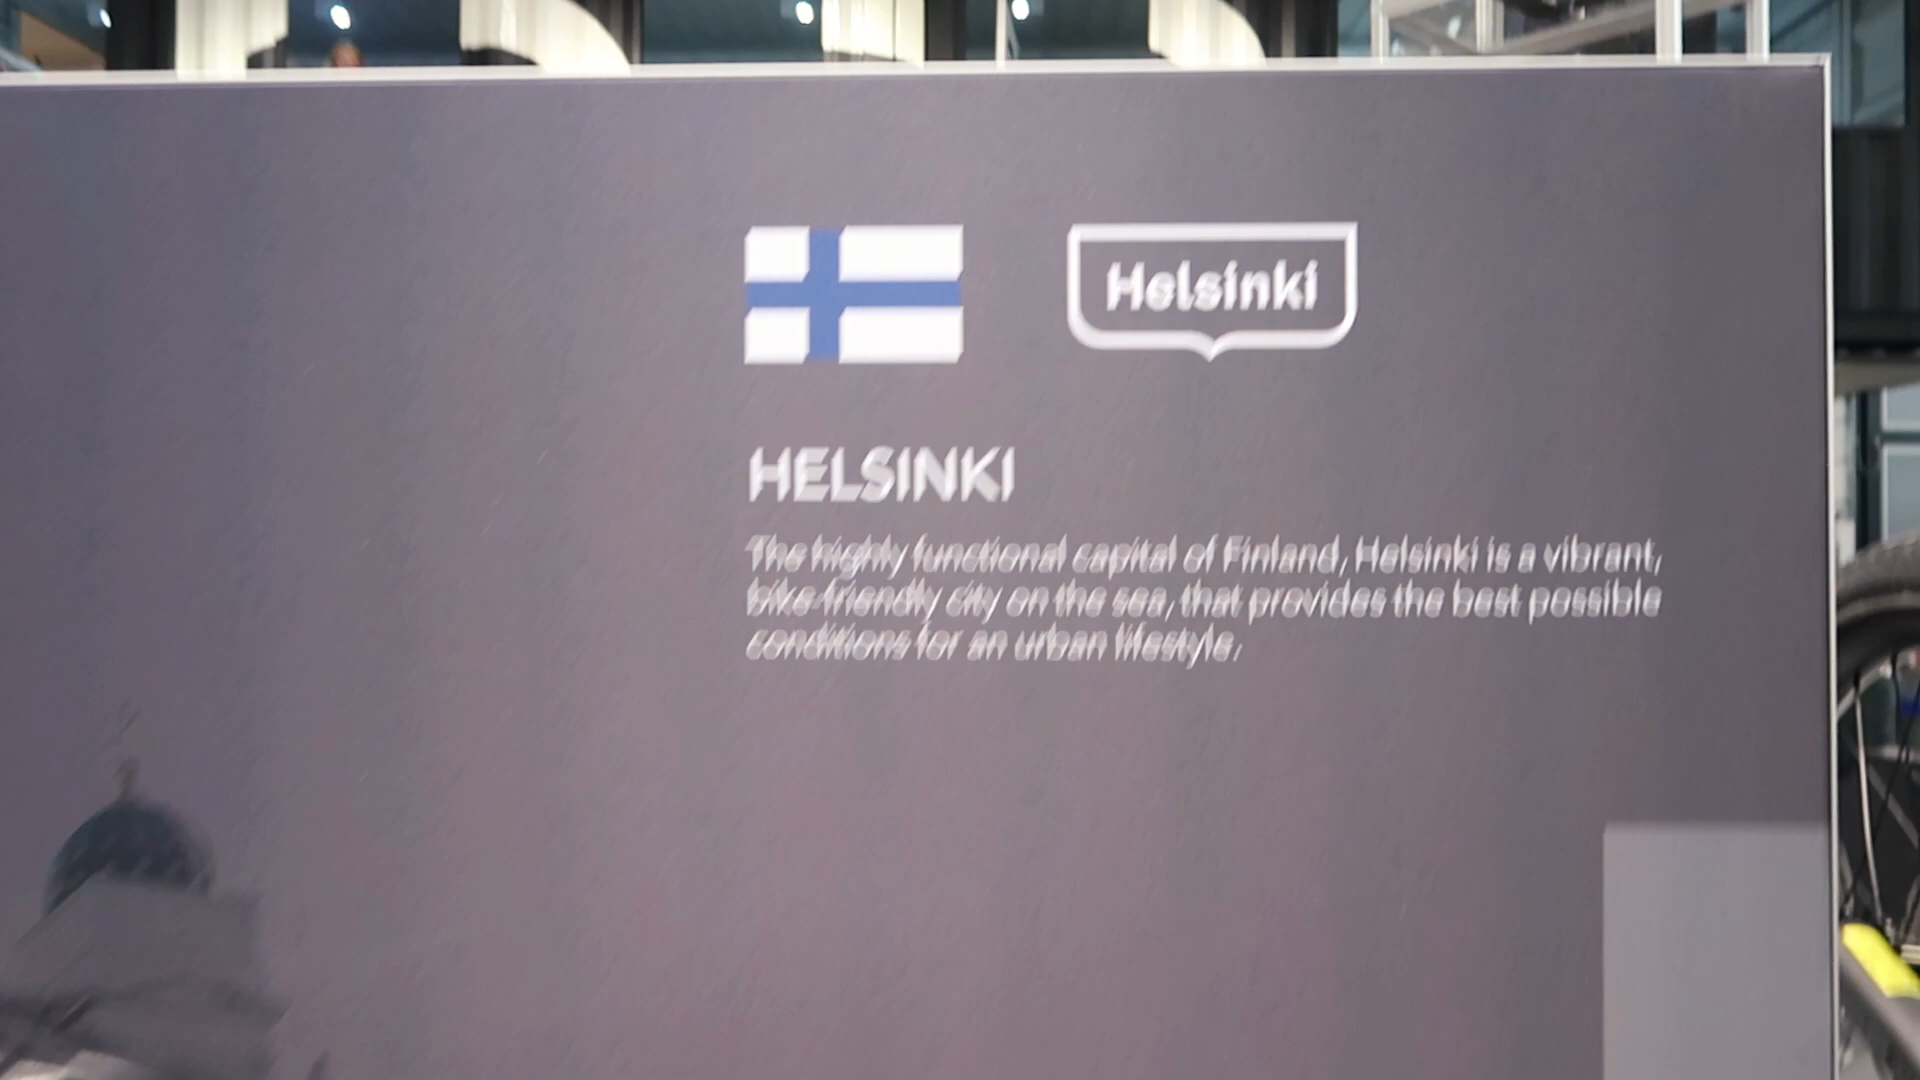 Helsinki
HELSINKI
The highly functional capital of Finland, Helsinki is a vibrant,
bike-friendly city on the sea, that provides the best possible
conditions for an urban lifestyle.